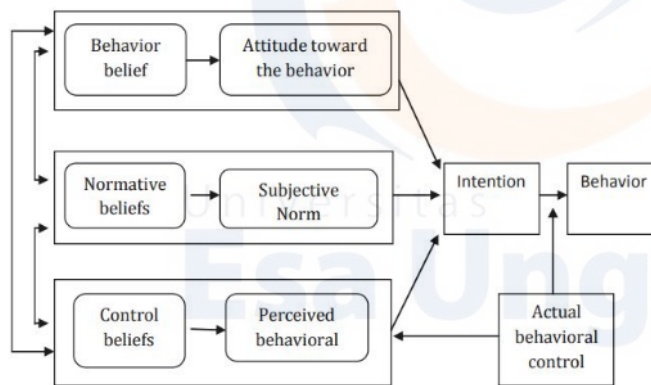 Behavior
belief
Attitude toward
the behavior
Normative
beliefs
Subjective
Norm
Intention
Behavior
Universitas
Esa Ung
Control
beliefs
Perceived
behavioral
Actual
behavioral
control